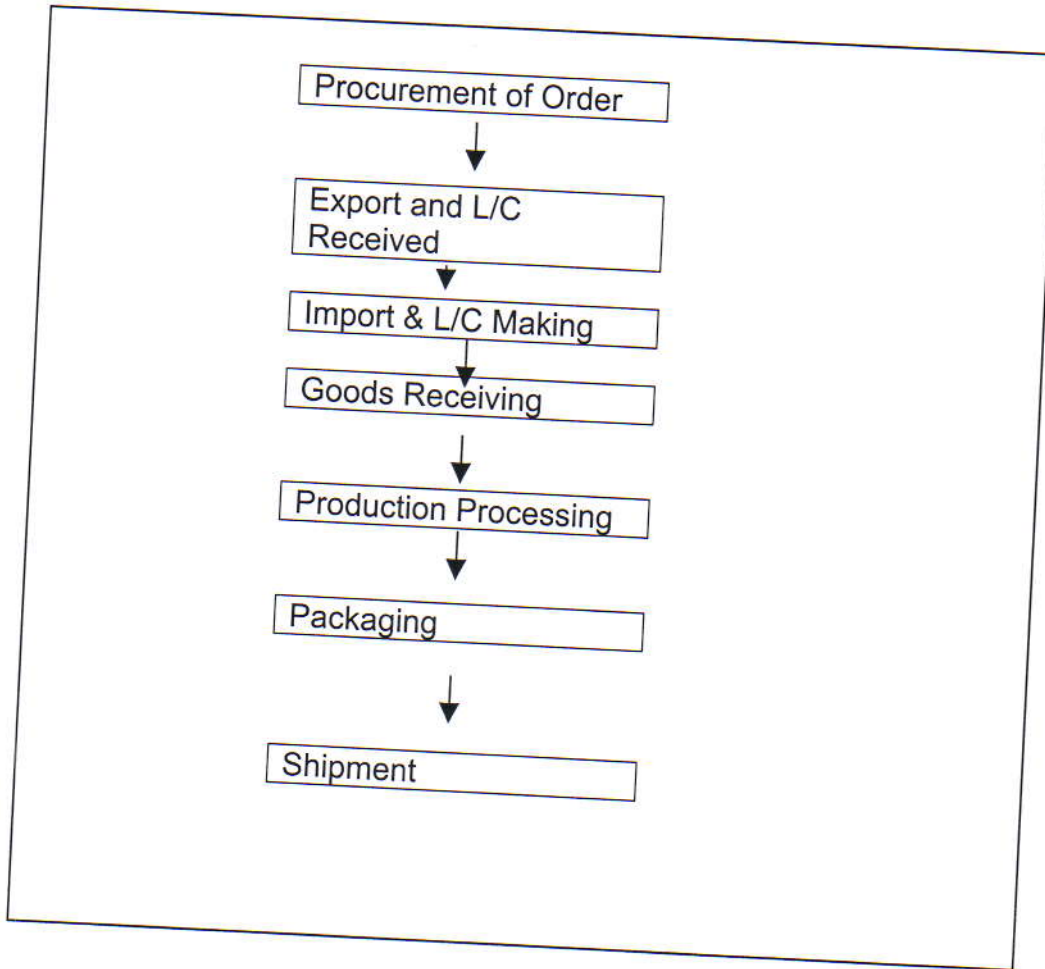 Procurement of Order
Export and L/C
Received
Import & L/C Making
Goods Receiving
Production Processing
Packaging
Shipment